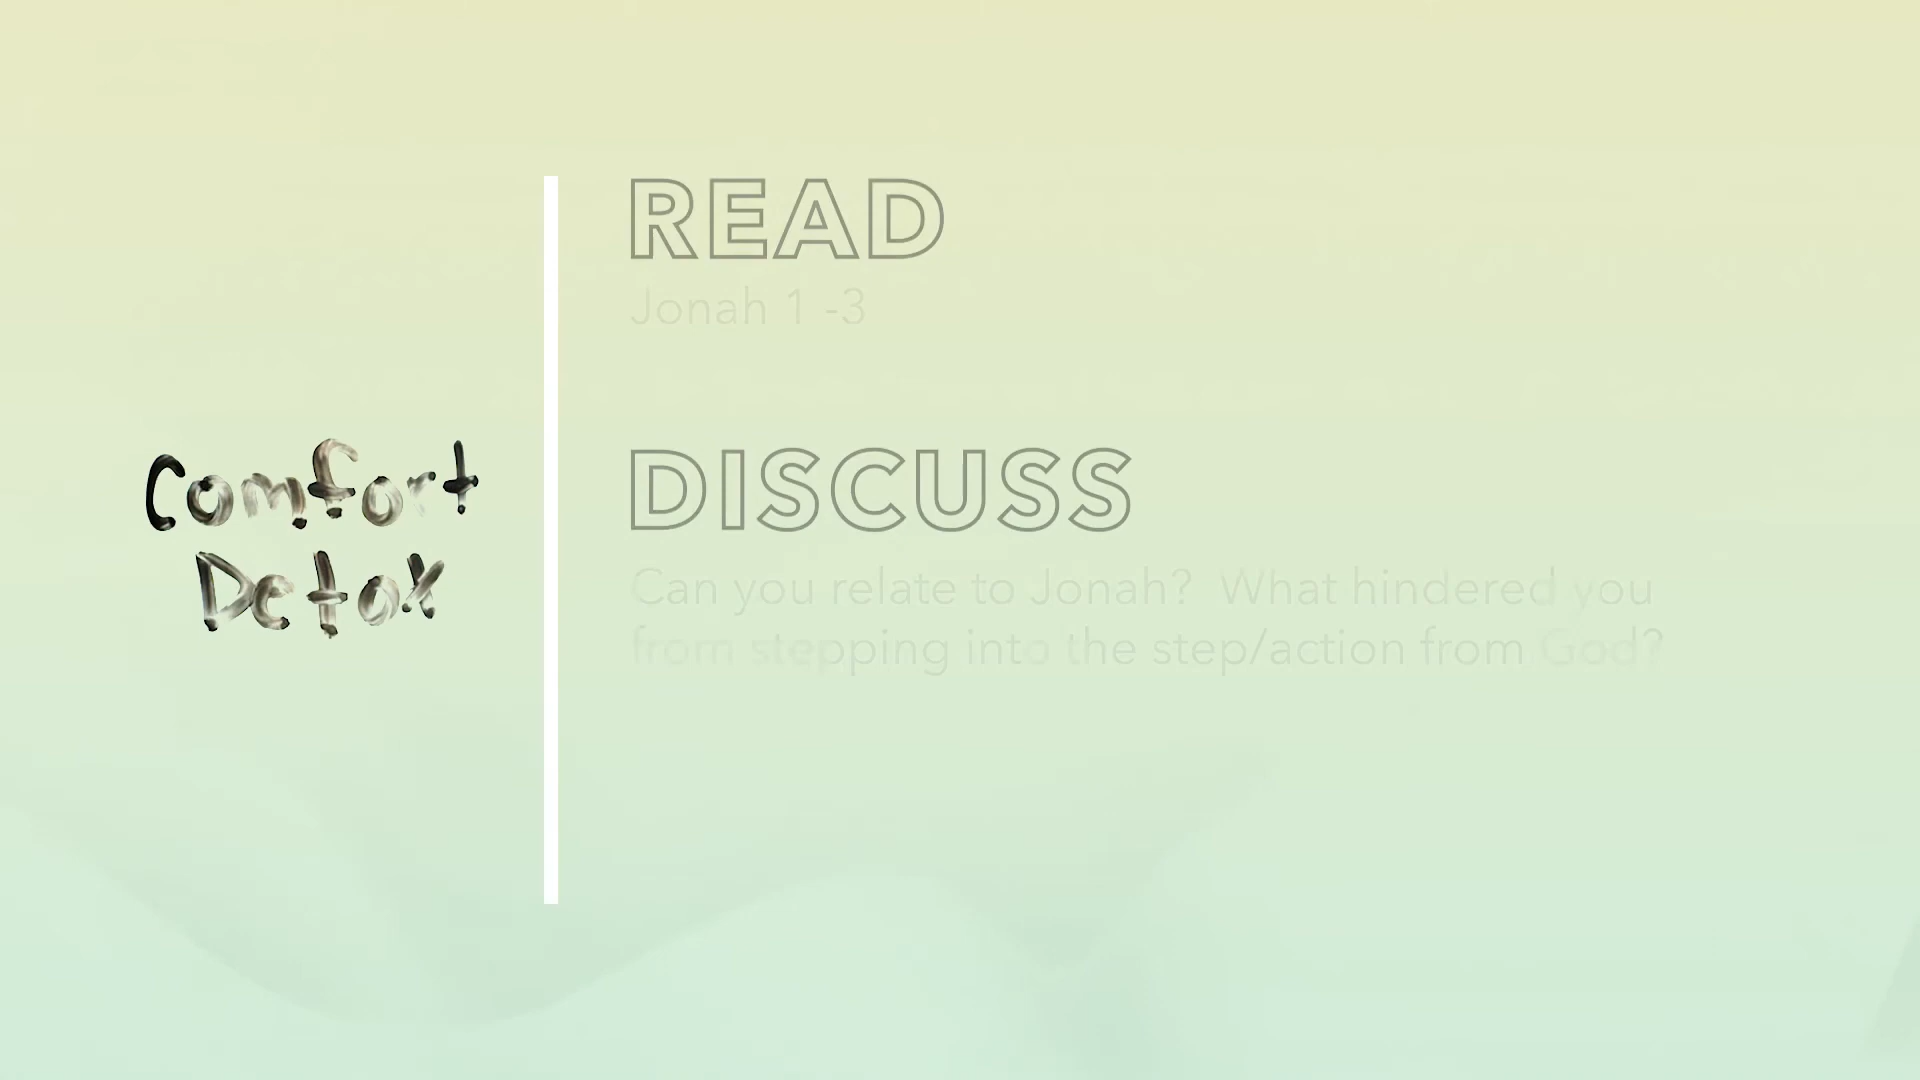 Comfort
Detox
READ
Jonah 1 -3
DISCUSS
Can you relate to Jonah?  What hindered you
from stepping into the step/action from God?